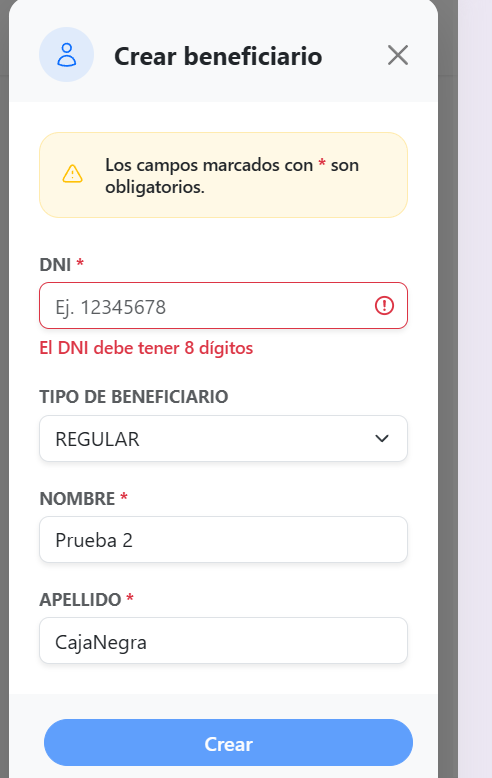 Crear beneficiario
Los campos marcados con * son
obligatorios.
DNI *
Ej. 12345678
El DNI debe tener 8 dígitos
TIPO DE BENEFICIARIO
REGULAR
NOMBRE *
Prueba 2
APELLIDO *
CajaNegra
Crear